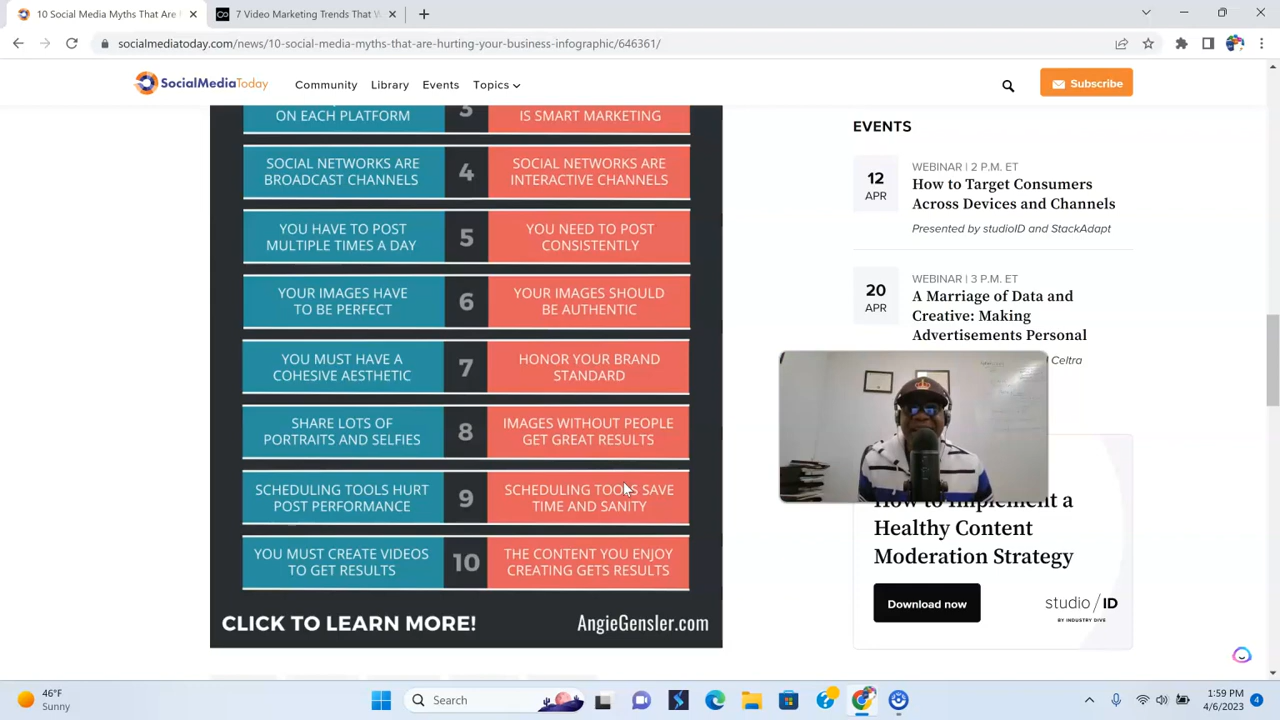 10 Social Media Myths That Are
7 Video Marketing Trends That
socialmediatoday.com/news/10-social-media-myths-that-are-hurting-your-business-infographic/646361/
SocialMediaToday
Community
Library
Events
Topics
Subscribe
ON EACH PLATFORM
3
IS SMART MARKETING
SOCIAL NETWORKS ARE
BROADCAST CHANNELS
4
SOCIAL NETWORKS ARE
INTERACTIVE CHANNELS
YOU HAVE TO POST
MULTIPLE TIMES A DAY
5
YOU NEED TO POST
CONSISTENTLY
YOUR IMAGES HAVE
TO BE PERFECT
6
YOUR IMAGES SHOULD
BE AUTHENTIC
YOU MUST HAVE A
COHESIVE AESTHETIC
7
HONOR YOUR BRAND
STANDARD
SHARE LOTS OF
PORTRAITS AND SELFIES
8
IMAGES WITHOUT PEOPLE
GET GREAT RESULTS
SCHEDULING TOOLS HURT
POST PERFORMANCE
9
SCHEDULING TOOLS SAVE
TIME AND SANITY
YOU MUST CREATE VIDEOS
TO GET RESULTS
10
THE CONTENT YOU ENJOY
CREATING GETS RESULTS
CLICK TO LEARN MORE!
AngieGensler.com
EVENTS
12
APR
WEBINAR | 2 P.M. ET
How to Target Consumers
Across Devices and Channels
Presented by studioID and StackAdapt
20
APR
WEBINAR | 3 P.M. ET
A Marriage of Data and
Creative: Making
Advertisements Personal
Celtra
How to Implement a
Healthy Content
Moderation Strategy
Download now
studio/ID
BY INDUSTRY DIVE
46°F
Sunny
Search
1:59 PM
4/6/2023
4